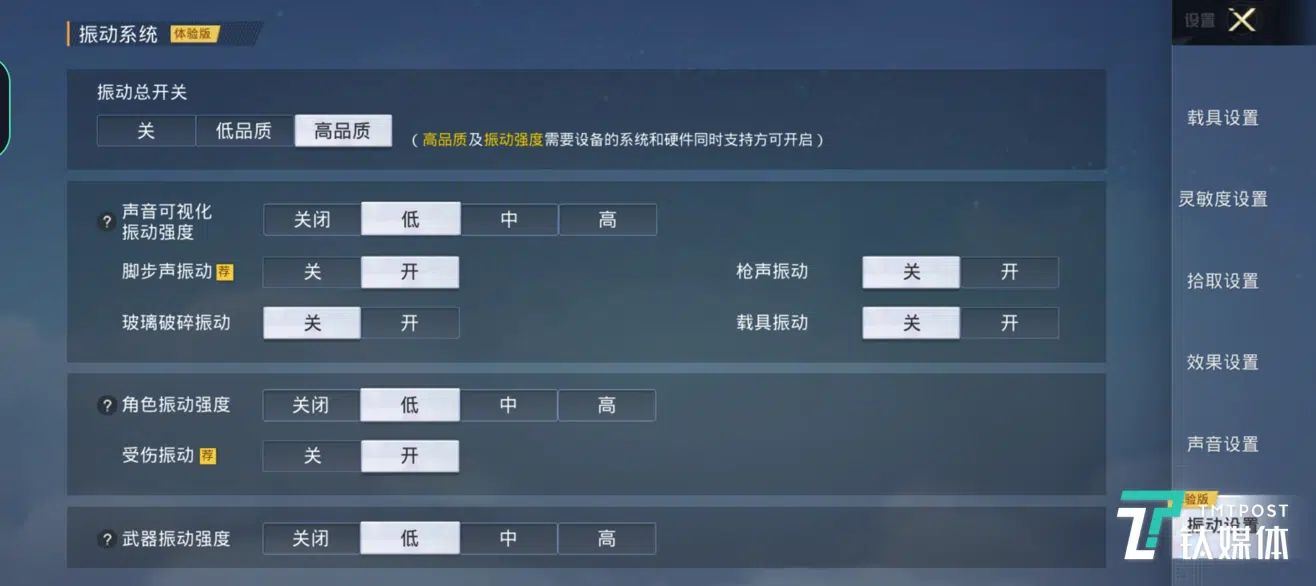 振动系统 体验版
设置
振动总开关
关 低品质 高品质 (高品质及振动强度需要设备的系统和硬件同时支持方可开启)
载具设置
? 声音可视化
振动强度 关闭 低 中 高
灵敏度设置
脚步声振动 荐 关 开 枪声振动 关 开
拾取设置
玻璃破碎振动 关 开 载具振动 关 开
效果设置
? 角色振动强度 关闭 低 中 高
受伤振动 荐 关 开
声音设置
验版
振动设置
? 武器振动强度 关闭 低 中 高
TMTPOST
钛媒体